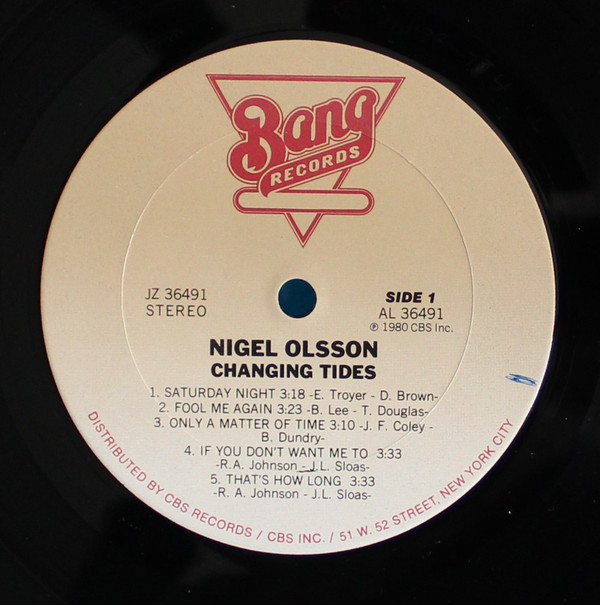 Bang
RECORDS
JZ 36491
STEREO
SIDE 1
AL 36491
℗ 1980 CBS Inc.
NIGEL OLSSON
CHANGING TIDES
1. SATURDAY NIGHT 3:18 -E. Troyer - D. Brown-
2. FOOL ME AGAIN 3:23 -B. Lee - T. Douglas-
3. ONLY A MATTER OF TIME 3:10 -J. F. Coley -
B. Dundry-
4. IF YOU DON'T WANT ME TO 3:33
-R.A. Johnson - J.L. Sloas-
5. THAT'S HOW LONG 3:33
-R. A. Johnson - J.L. Sloas-
DISTRIBUTED BY CBS RECORDS / CBS INC. / 51 W. 52 STREET, NEW YORK CITY